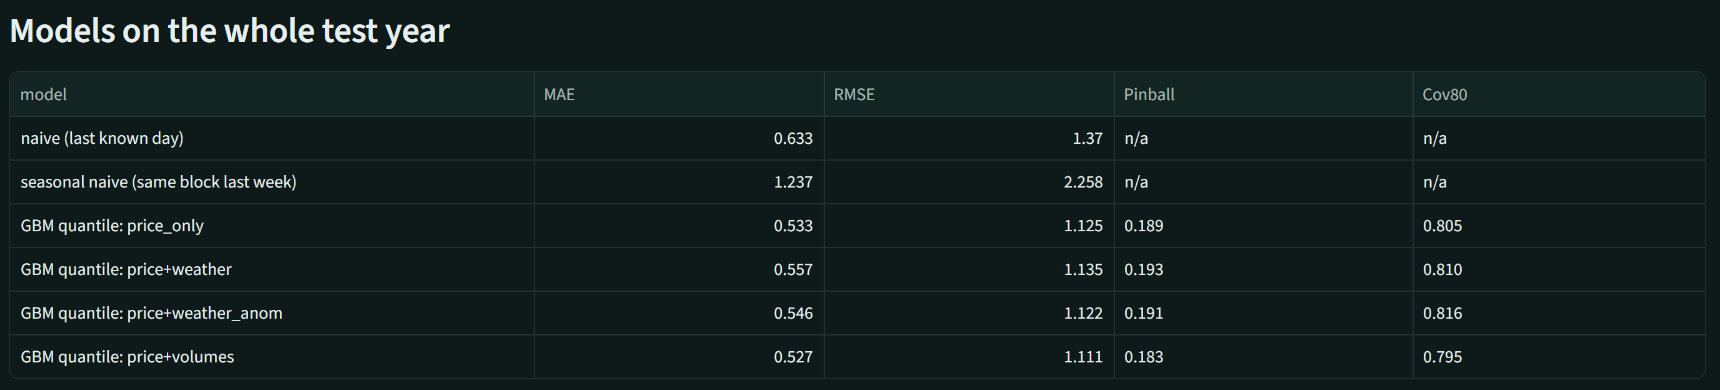 Models on the whole test year
model MAE RMSE Pinball Cov80
naive (last known day) 0.633 1.37 n/a n/a
seasonal naive (same block last week) 1.237 2.258 n/a n/a
GBM quantile: price_only 0.533 1.125 0.189 0.805
GBM quantile: price+weather 0.557 1.135 0.193 0.810
GBM quantile: price+weather_anom 0.546 1.122 0.191 0.816
GBM quantile: price+volumes 0.527 1.111 0.183 0.795